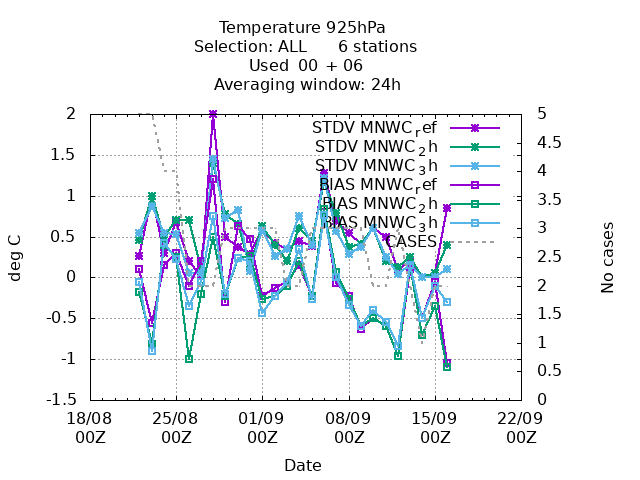 Temperature 925hPa
Selection: ALL 6 stations
Used 00 + 06
Averaging window: 24h
deg C
2
1.5
1
0.5
0
-0.5
-1
-1.5
STDV MNWC_ref
STDV MNWC_2h
STDV MNWC_3h
BIAS MNWC_ref
BIAS MNWC_2h
BIAS MNWC_3h
CASES
5
4.5
4
3.5
3
2.5
2
1.5
1
0.5
0
No cases
18/08 25/08 01/09 08/09 15/09 22/09
00Z 00Z 00Z 00Z 00Z 00Z
Date